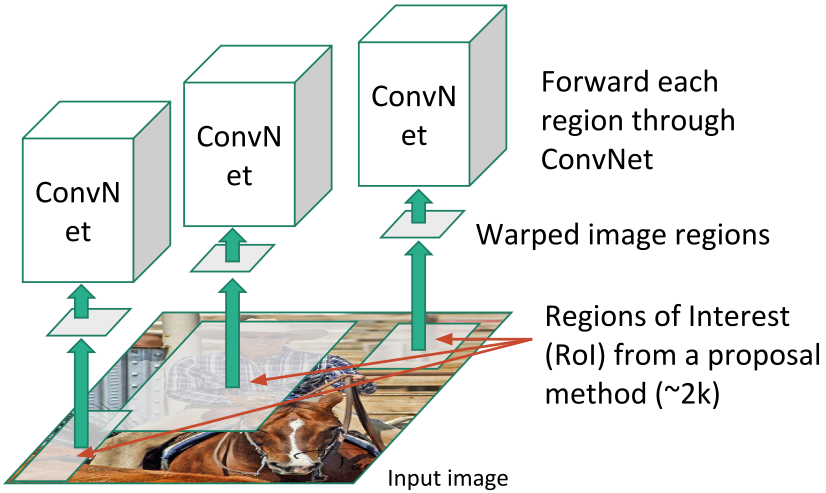 ConvN
et
ConvN
et
ConvN
et
Forward each
region through
ConvNet
Warped image regions
Regions of Interest
(RoI) from a proposal
method (~2k)
Input image